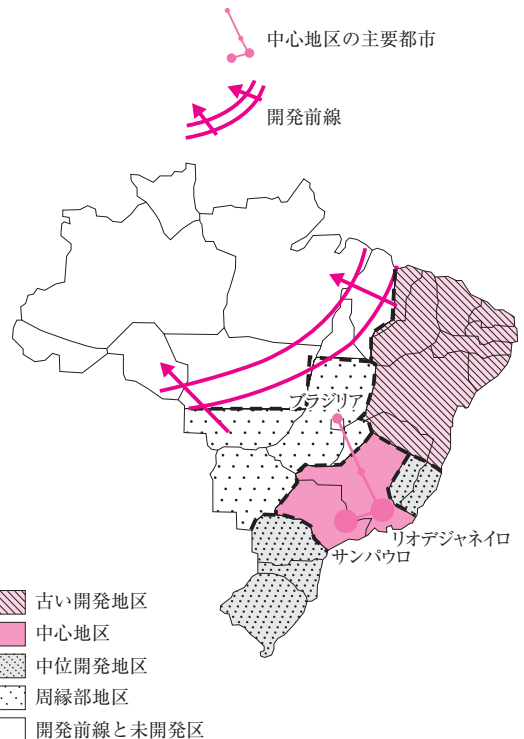 中心地区の主要都市
開発前線
ブラジリア
リオデジャネイロ
サンパウロ
古い開発地区
中心地区
中位開発地区
周縁部地区
開発前線と未開発区